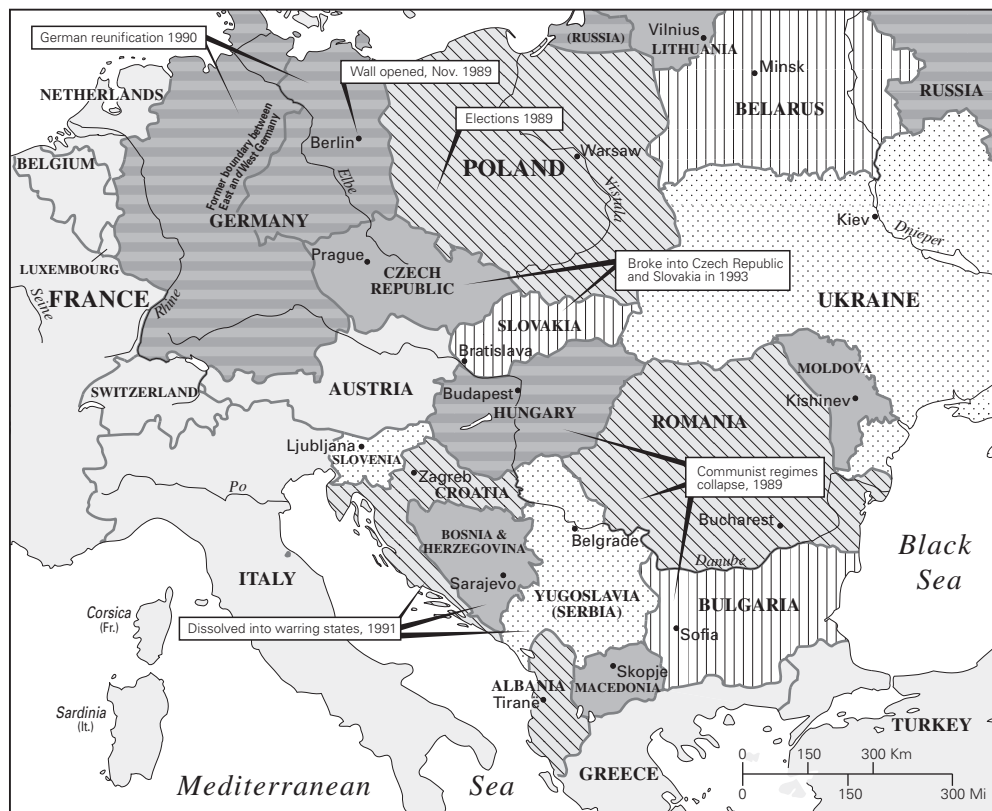 German reunification 1990
Wall opened, Nov. 1989
Elections 1989
(RUSSIA)
Vilnius
LITHUANIA
Minsk
BELARUS
RUSSIA
NETHERLANDS
BELGIUM
Berlin
Former boundary between
East and West Germany
Elbe
POLAND
Warsaw
Vistula
GERMANY
Kiev
Dnieper
LUXEMBOURG
FRANCE
Seine
Rhine
Prague
CZECH
REPUBLIC
Broke into Czech Republic
and Slovakia in 1993
UKRAINE
SLOVAKIA
Bratislava
SWITZERLAND
AUSTRIA
Budapest
HUNGARY
ROMANIA
MOLDOVA
Kishinev
Ljubljana
SLOVENIA
Zagreb
CROATIA
Communist regimes
collapse, 1989
Po
BOSNIA &
HERZEGOVINA
Sarajevo
Belgrade
Bucharest
Danube
Black
Sea
ITALY
YUGOSLAVIA
(SERBIA)
BULGARIA
Sofia
Corsica
(Fr.)
Dissolved into warring states, 1991
Skopje
MACEDONIA
ALBANIA
Tiranë
Sardinia
(It.)
GREECE
TURKEY
Mediterranean Sea
0 150 300 Km
0 150 300 Mi